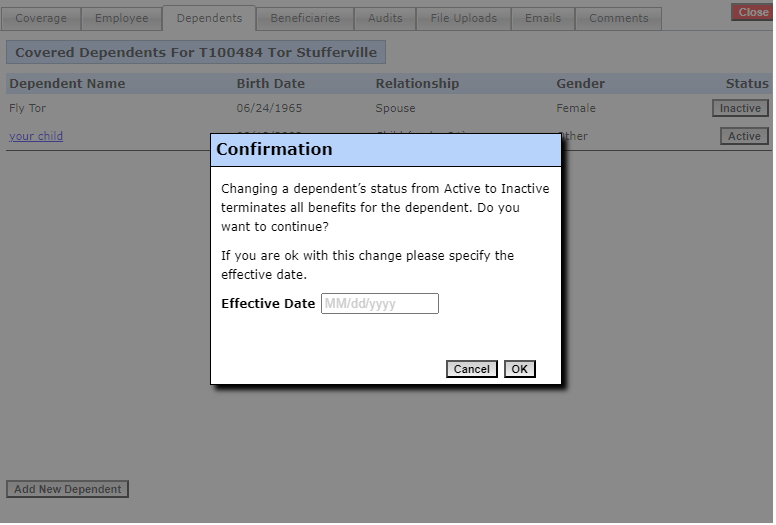 Coverage Employee Dependents Beneficiaries Audits File Uploads Emails Comments Close
Covered Dependents For T100484 Tor Stufferville
Dependent Name Birth Date Relationship Gender Status
Fly Tor 06/24/1965 Spouse Female Inactive
your child Other Active
Confirmation
Changing a dependent's status from Active to Inactive
terminates all benefits for the dependent. Do you
want to continue?
If you are ok with this change please specify the
effective date.
Effective Date MM/dd/yyyy
Cancel OK
Add New Dependent